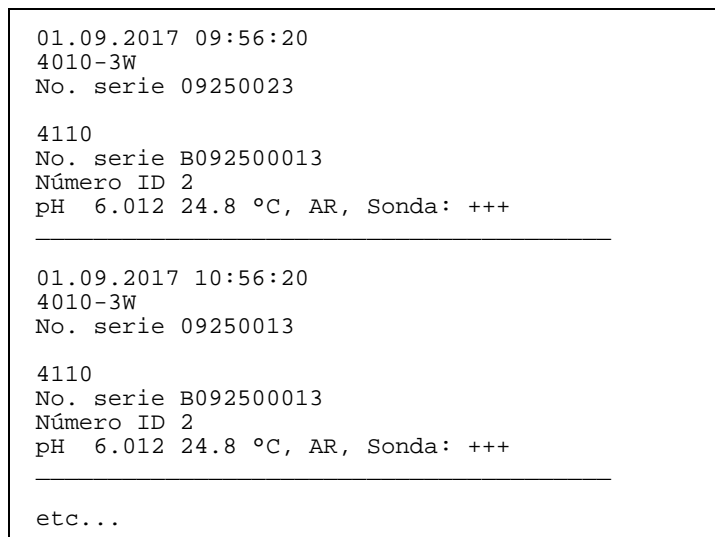 01.09.2017 09:56:20
4010-3W
No. serie 09250023
4110
No. serie B092500013
Número ID 2
pH  6.012 24.8 °C, AR, Sonda: +++
________________________________________
01.09.2017 10:56:20
4010-3W
No. serie 09250013
4110
No. serie B092500013
Número ID 2
pH  6.012 24.8 °C, AR, Sonda: +++
________________________________________
etc...